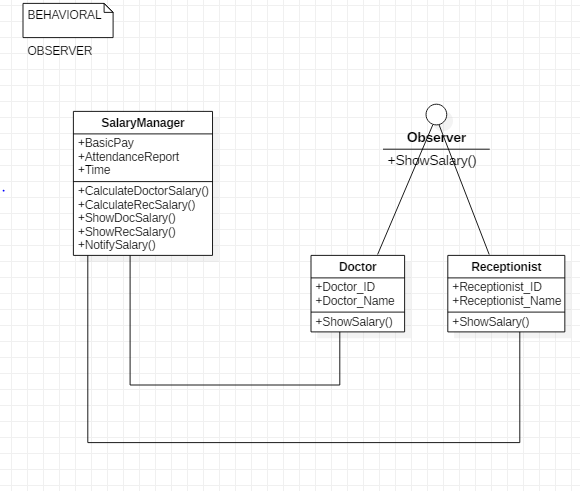 BEHAVIORAL
OBSERVER
SalaryManager
+BasicPay
+AttendanceReport
+Time
+CalculateDoctorSalary()
+CalculateRecSalary()
+ShowDocSalary()
+ShowRecSalary()
+NotifySalary()
Observer
+ShowSalary()
Doctor
+Doctor_ID
+Doctor_Name
+ShowSalary()
Receptionist
+Receptionist_ID
+Receptionist_Name
+ShowSalary()